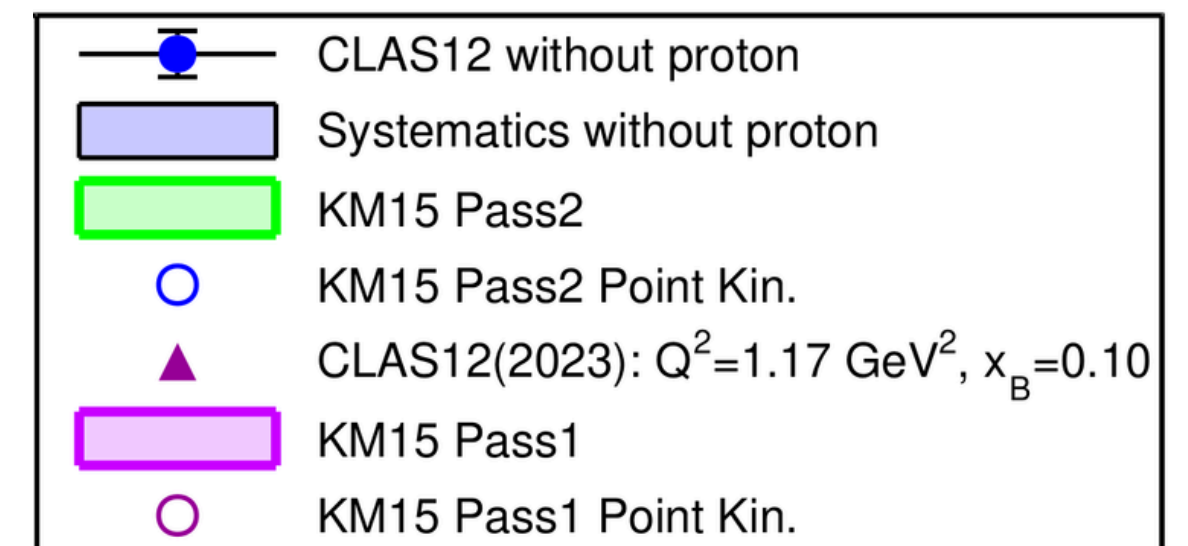 CLAS12 without proton
Systematics without proton
KM15 Pass2
KM15 Pass2 Point Kin.
CLAS12(2023): Q²=1.17 GeV², x_B=0.10
KM15 Pass1
KM15 Pass1 Point Kin.